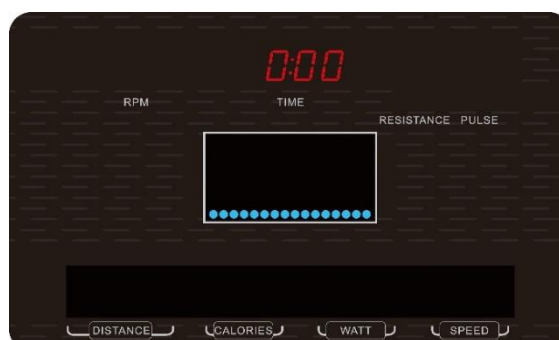 0:00
RPM TIME
RESISTANCE PULSE
DISTANCE CALORIES WATT SPEED